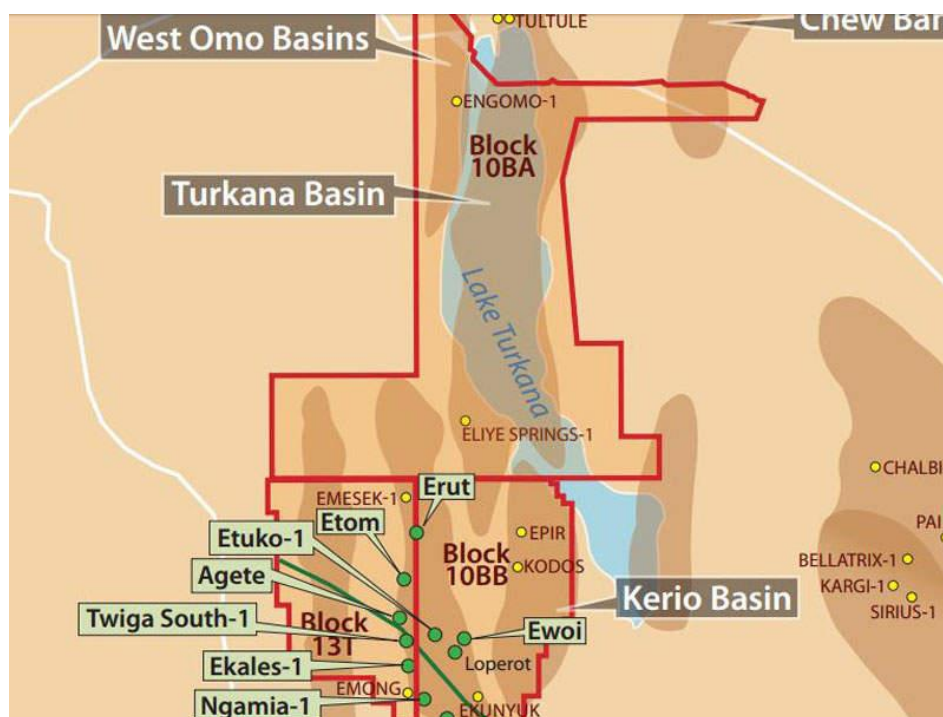 TULTULE
Chew Bah
West Omo Basins
ENGOMO-1
Block
10BA
Turkana Basin
Lake Turkana
ELIYE SPRINGS-1
CHALBI
EMESEK-1
Erut
Etom
Etuko-1
EPIR
Block
10BB
KODOS
PAI
BELLATRIX-1
KARGI-1
SIRIUS-1
Agete
Kerio Basin
Twiga South-1
Block
13T
Ewoi
Loperot
Ekales-1
EMONG
Ngamia-1
EKUNYUK